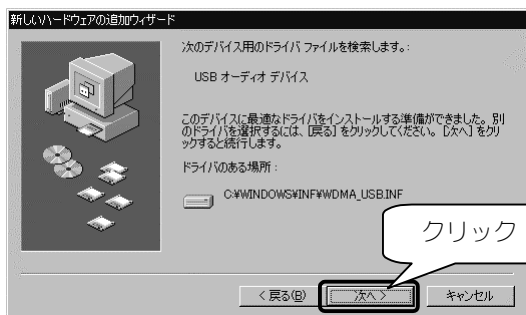 新しいハードウェアの追加ウィザード
次のデバイス用のドライバ ファイルを検索します。:
USB オーディオ デバイス
このデバイスに最適なドライバをインストールする準備ができました。別
のドライバを選択するには、[戻る] をクリックしてください。[次へ] をクリ
ックすると続行します。
ドライバのある場所:
C:¥WINDOWS¥INF¥WDMA_USB.INF
クリック
< 戻る(B)
次へ >
キャンセル